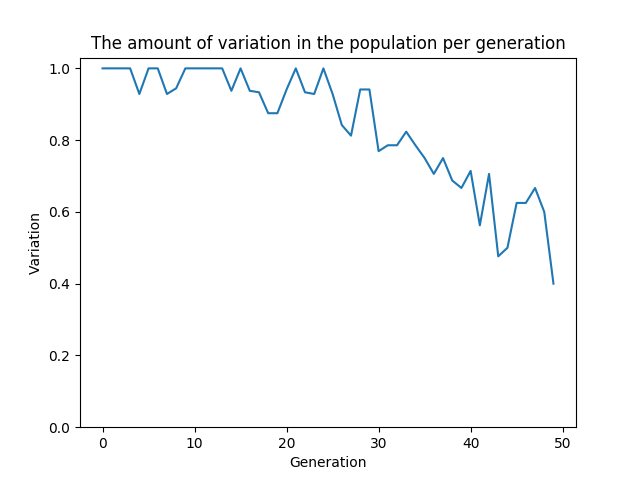 The amount of variation in the population per generation
1.0
0.8
0.6
0.4
0.2
0.0
Variation
0 10 20 30 40 50
Generation